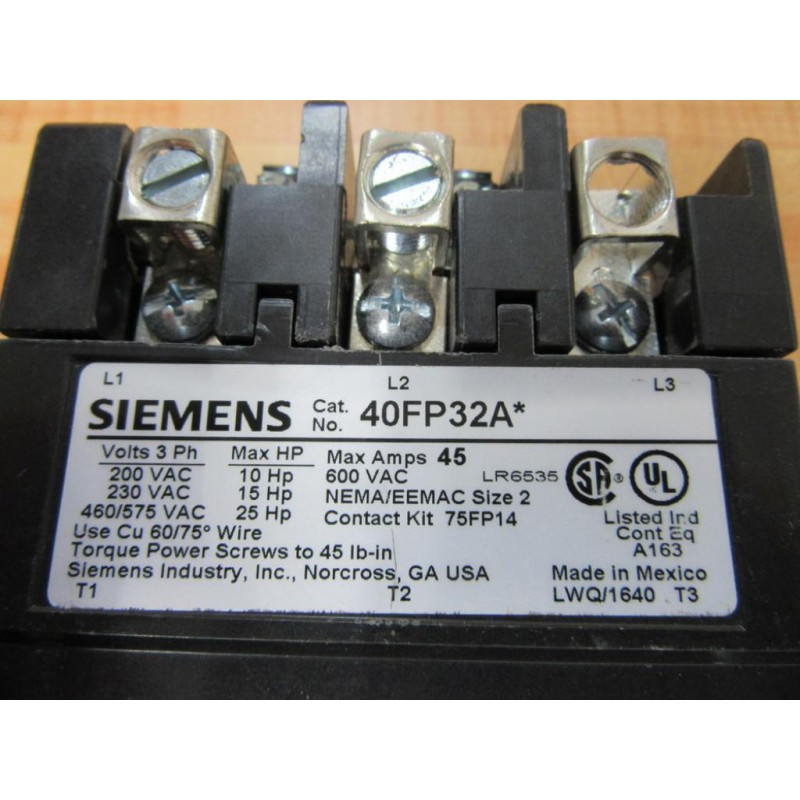 L1 L2 L3
SIEMENS Cat. No. 40FP32A*
Volts 3 Ph Max HP Max Amps 45
200 VAC 10 Hp 600 VAC LR6535 SA UL
230 VAC 15 Hp NEMA/EEMAC Size 2
460/575 VAC 25 Hp Contact Kit 75FP14 Listed Ind
Use Cu 60/75° Wire Cont Eq
Torque Power Screws to 45 lb-in A163
Siemens Industry, Inc., Norcross, GA USA Made in Mexico
T1 T2 LWQ/1640 T3